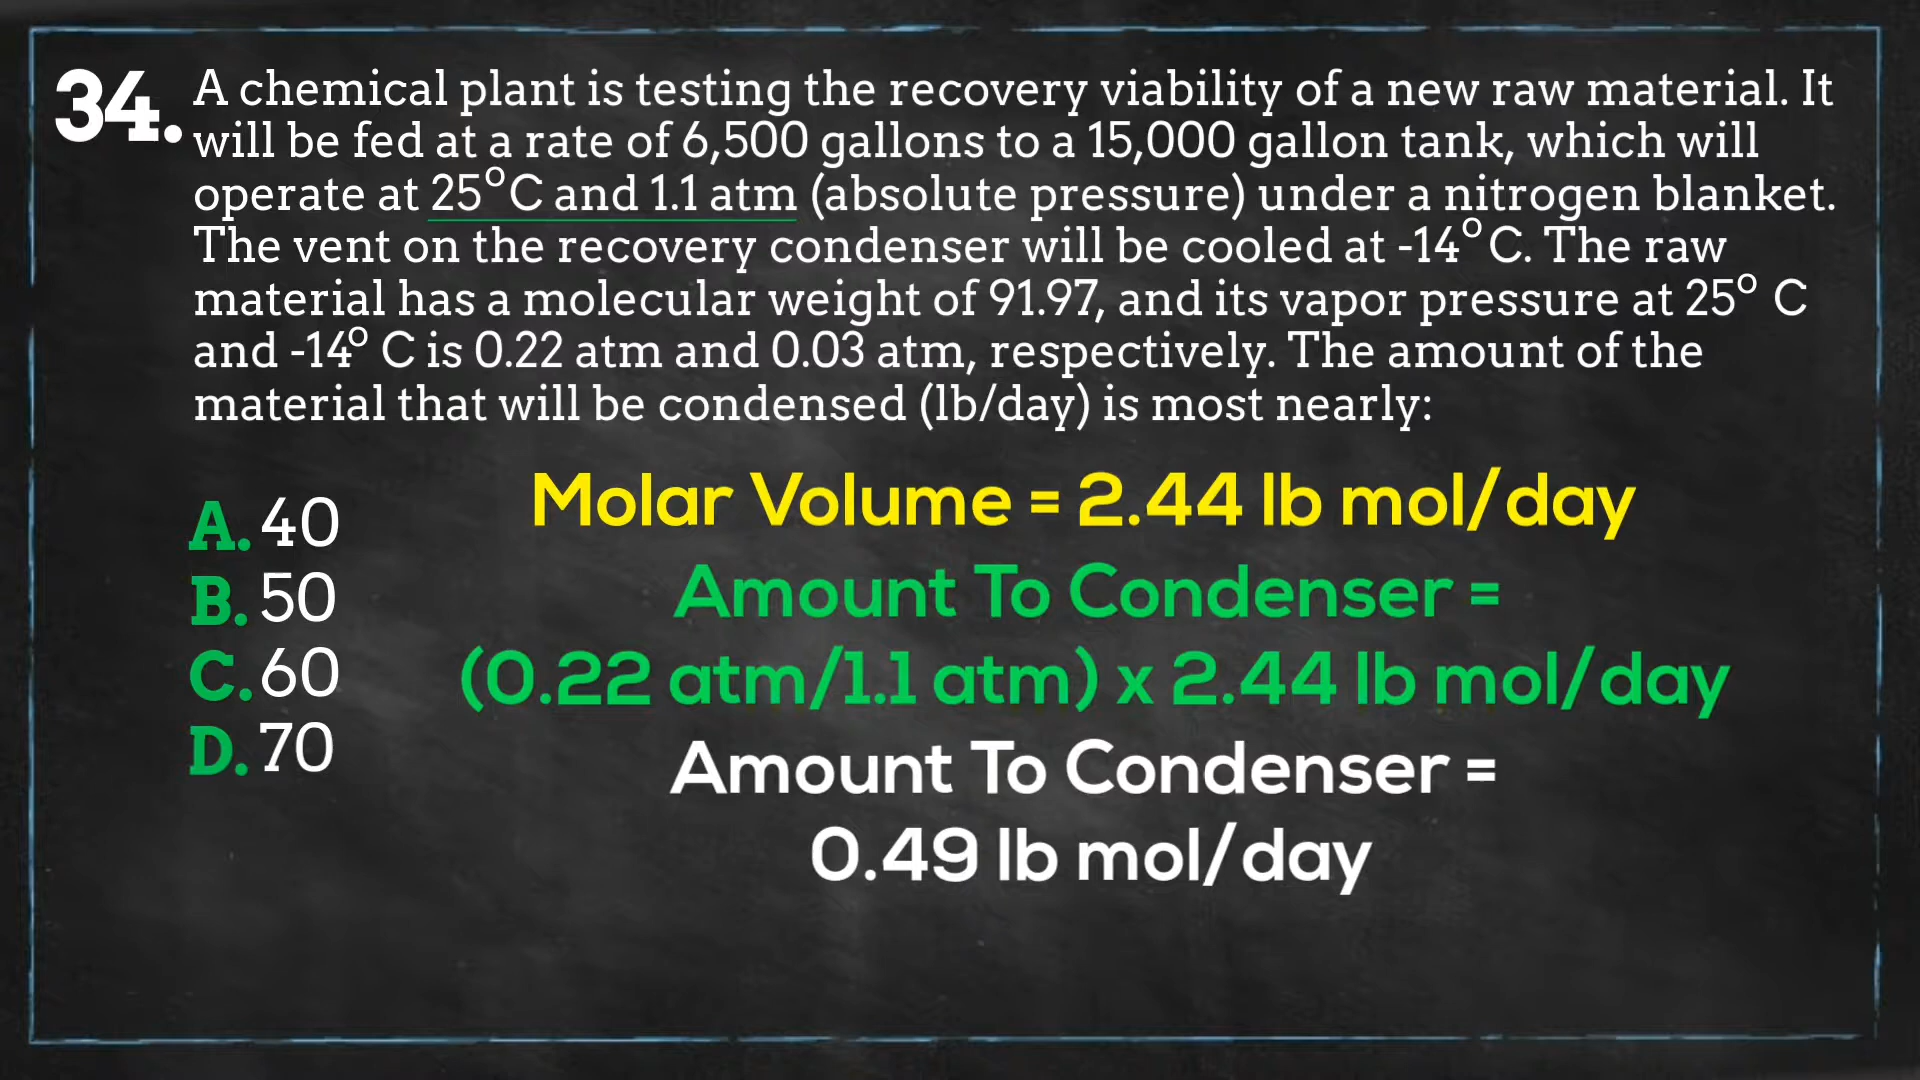 34. A chemical plant is testing the recovery viability of a new raw material. It
will be fed at a rate of 6,500 gallons to a 15,000 gallon tank, which will
operate at 25°C and 1.1 atm (absolute pressure) under a nitrogen blanket.
The vent on the recovery condenser will be cooled at -14°C. The raw
material has a molecular weight of 91.97, and its vapor pressure at 25° C
and -14° C is 0.22 atm and 0.03 atm, respectively. The amount of the
material that will be condensed (lb/day) is most nearly:
A. 40
B. 50
C. 60
D. 70
Molar Volume = 2.44 lb mol/day
Amount To Condenser =
(0.22 atm/1.1 atm) x 2.44 lb mol/day
Amount To Condenser =
0.49 lb mol/day